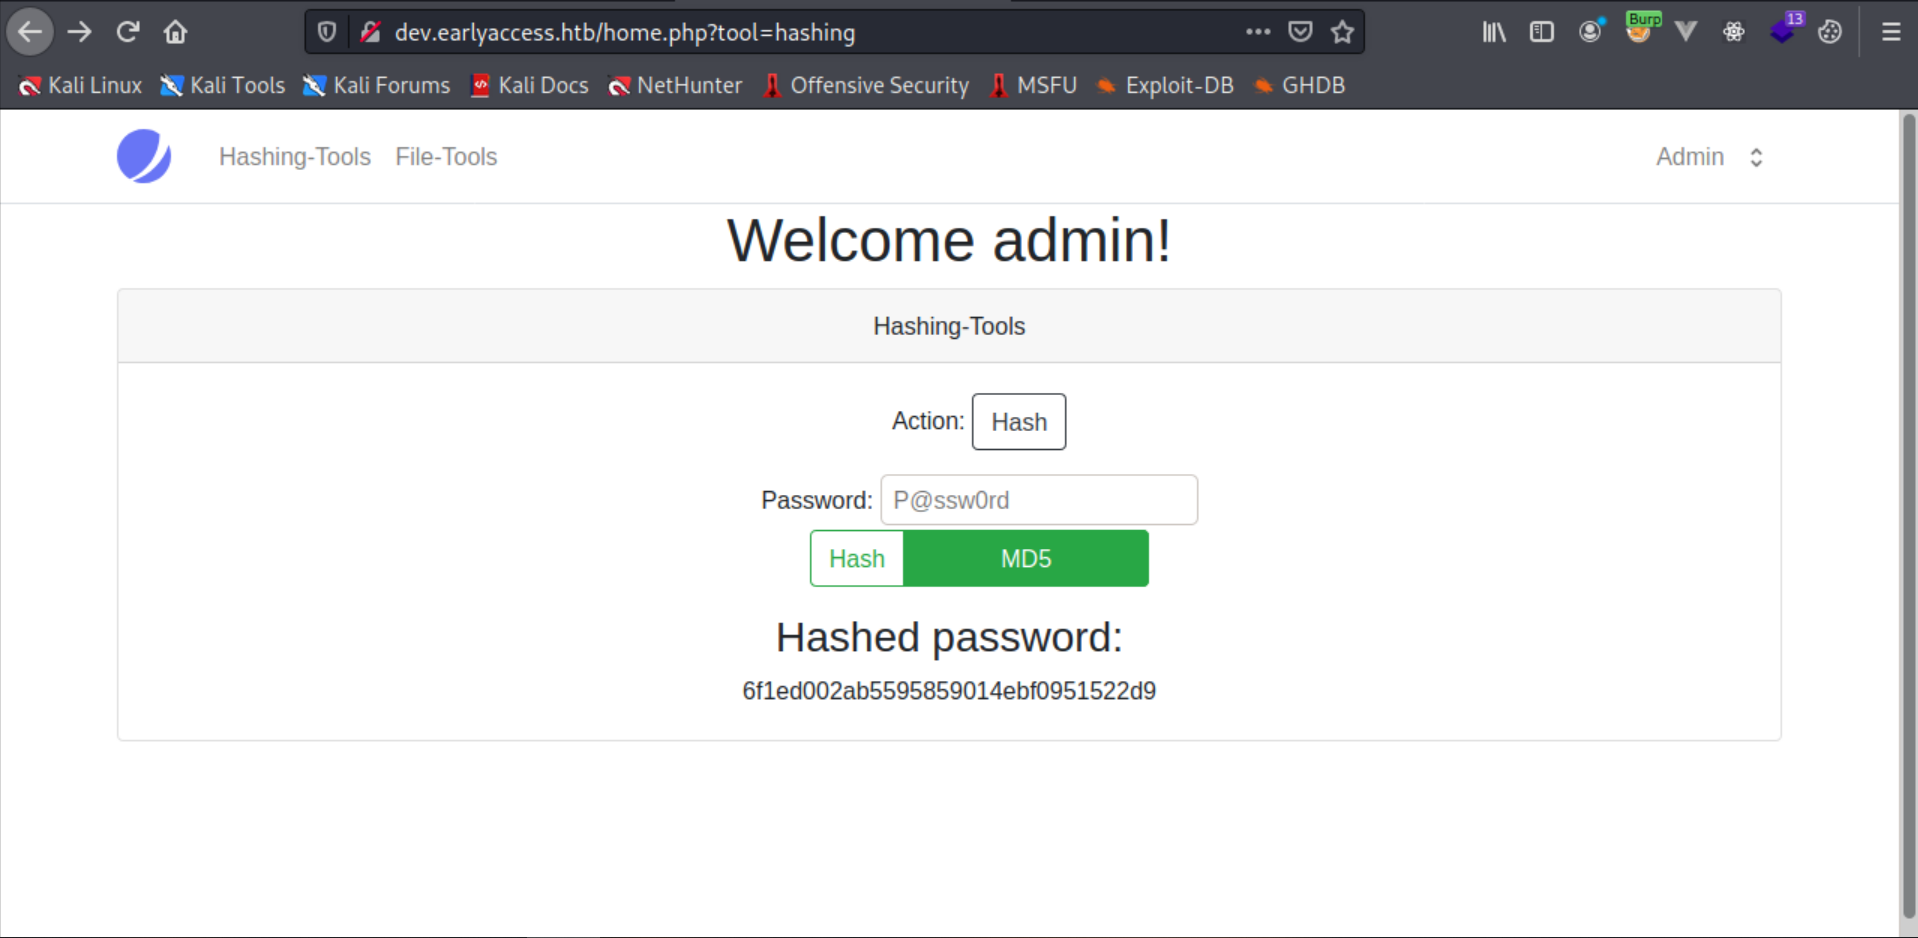 dev.earlyaccess.htb/home.php?tool=hashing
Burp
13
Kali Linux Kali Tools Kali Forums Kali Docs NetHunter Offensive Security MSFU Exploit-DB GHDB
Hashing-Tools File-Tools Admin
Welcome admin!
Hashing-Tools
Action: Hash
Password: P@ssw0rd
Hash MD5
Hashed password:
6f1ed002ab5595859014ebf0951522d9